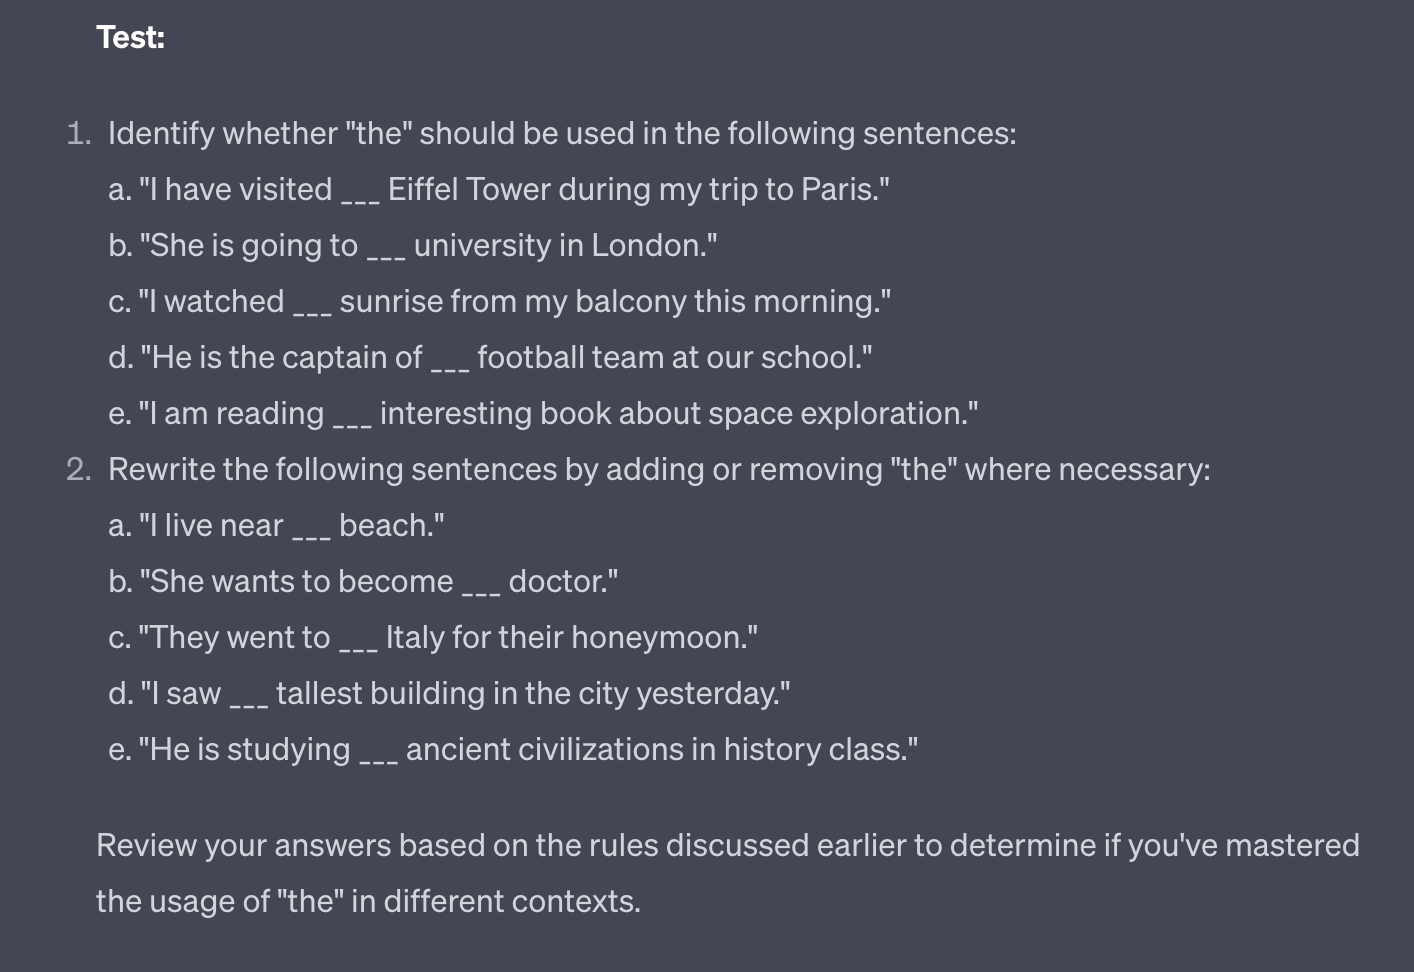 Test:
1. Identify whether "the" should be used in the following sentences:
a. "I have visited ___ Eiffel Tower during my trip to Paris."
b. "She is going to ___ university in London."
c. "I watched ___ sunrise from my balcony this morning."
d. "He is the captain of ___ football team at our school."
e. "I am reading ___ interesting book about space exploration."
2. Rewrite the following sentences by adding or removing "the" where necessary:
a. "I live near ___ beach."
b. "She wants to become ___ doctor."
c. "They went to ___ Italy for their honeymoon."
d. "I saw ___ tallest building in the city yesterday."
e. "He is studying ___ ancient civilizations in history class."
Review your answers based on the rules discussed earlier to determine if you've mastered
the usage of "the" in different contexts.